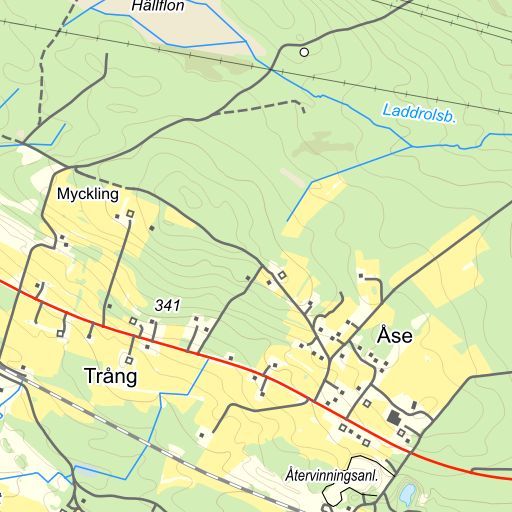 Hällflon
Laddrolsb.
Myckling
341
Åse
Trång
Återvinningsanl.